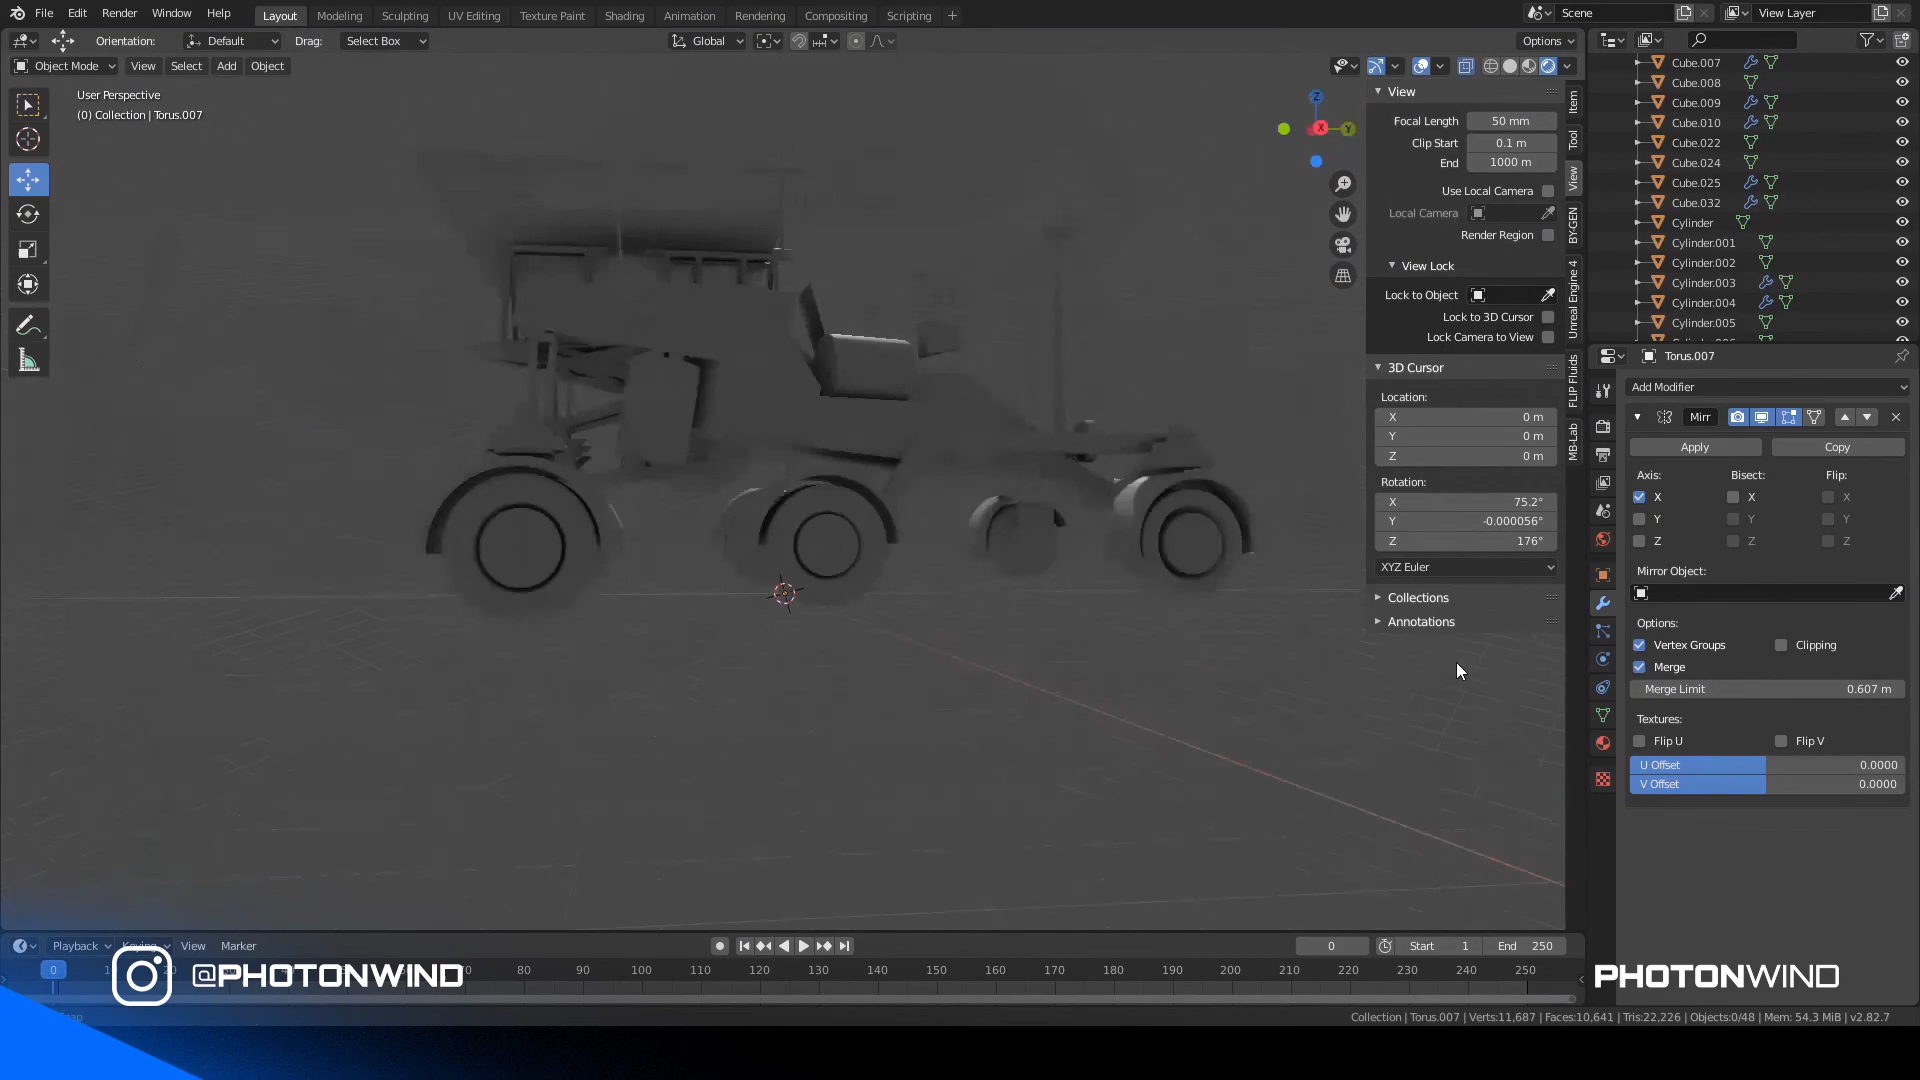 File Edit Render Window Help Layout Modeling Sculpting UV Editing Texture Paint Shading Animation Rendering Compositing Scripting + Scene View Layer
Orientation: Default Drag: Select Box Global Options
Object Mode View Select Add Object
User Perspective
(0) Collection | Torus.007
Z
X
Y
View
Focal Length 50 mm
Clip Start 0.1 m
End 1000 m
Use Local Camera
Local Camera
Render Region
View Lock
Lock to Object
Lock to 3D Cursor
Lock Camera to View
3D Cursor
Location:
X 0 m
Y 0 m
Z 0 m
Rotation:
X 75.2°
Y -0.000056°
Z 176°
XYZ Euler
Collections
Annotations
Item
Tool
View
BY-GEN
Unreal Engine 4
FLIP Fluids
MB-Lab
Cube.007
Cube.008
Cube.009
Cube.010
Cube.022
Cube.024
Cube.025
Cube.032
Cylinder
Cylinder.001
Cylinder.002
Cylinder.003
Cylinder.004
Cylinder.005
Torus.007
Add Modifier
Mirr
Apply Copy
Axis: Bisect: Flip:
X X X
Y Y Y
Z Z Z
Mirror Object:
Options:
Vertex Groups Clipping
Merge
Merge Limit 0.607 m
Textures:
Flip U Flip V
U Offset 0.0000
V Offset 0.0000
Playback Keying View Marker 0 Start 1 End 250
0 80 90 100 110 120 130 140 150 160 170 180 190 200 210 220 230 240 250
@PHOTONWIND
PHOTONWIND
Collection | Torus.007 | Verts:11,687 | Faces:10,641 | Tris:22,226 | Objects:0/48 | Mem: 54.3 MiB | v2.82.7